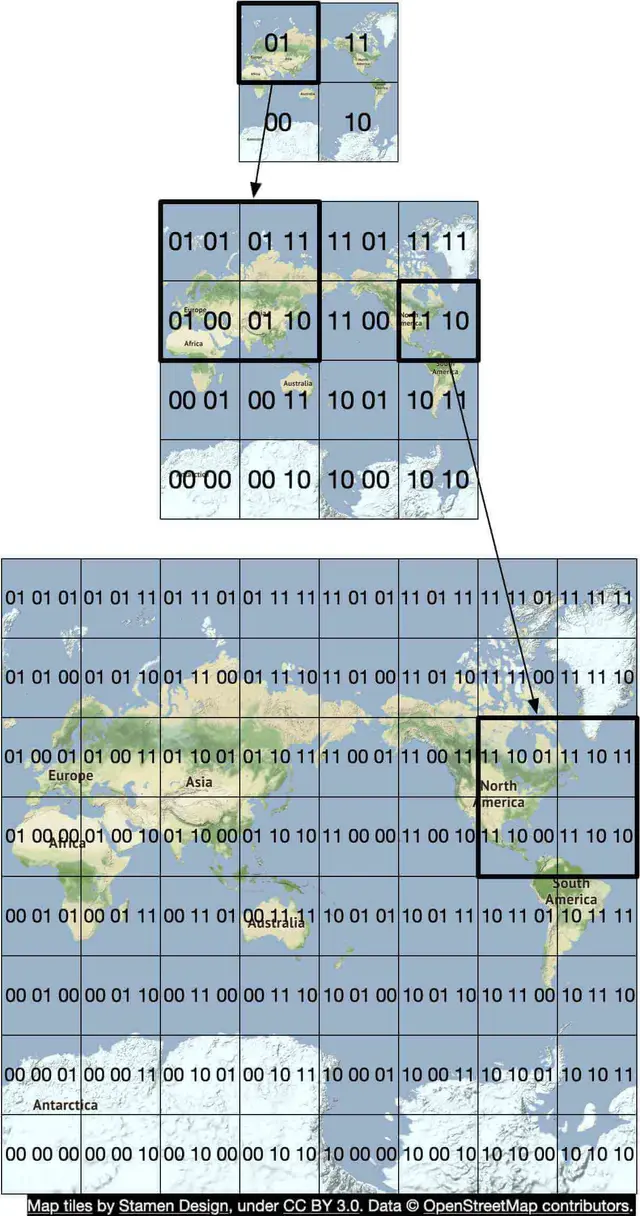 01 11
00 10
01 01 01 11 11 01 11 11
Europe
01 00 01 10 11 00 11 10
North
America
Africa
South
America
Australia
00 01 00 11 10 01 10 11
00 00 00 10 10 00 10 10
01 01 01 01 01 11 01 11 01 01 11 11 11 01 01 11 01 11 11 11 01 11 11 11
01 01 00 01 01 10 01 11 00 01 11 10 11 01 00 11 01 10 11 11 00 11 11 10
01 00 01 01 00 11 01 10 01 01 10 11 11 00 01 11 00 11 11 10 01 11 10 11
Europe Asia North
America
01 00 00 01 00 10 01 10 00 01 10 10 11 00 00 11 00 10 11 10 00 11 10 10
Africa
South
America
00 01 01 00 01 11 00 11 01 00 11 11 10 01 01 10 01 11 10 11 01 10 11 11
Australia
00 01 00 00 01 10 00 11 00 00 11 10 10 01 00 10 01 10 10 11 00 10 11 10
00 00 01 00 00 11 00 10 01 00 10 11 10 00 01 10 00 11 10 10 01 10 10 11
Antarctica
00 00 00 00 00 10 00 10 00 00 10 10 10 00 00 10 00 10 10 10 00 10 10 10
Map tiles by Stamen Design, under CC BY 3.0. Data © OpenStreetMap contributors.